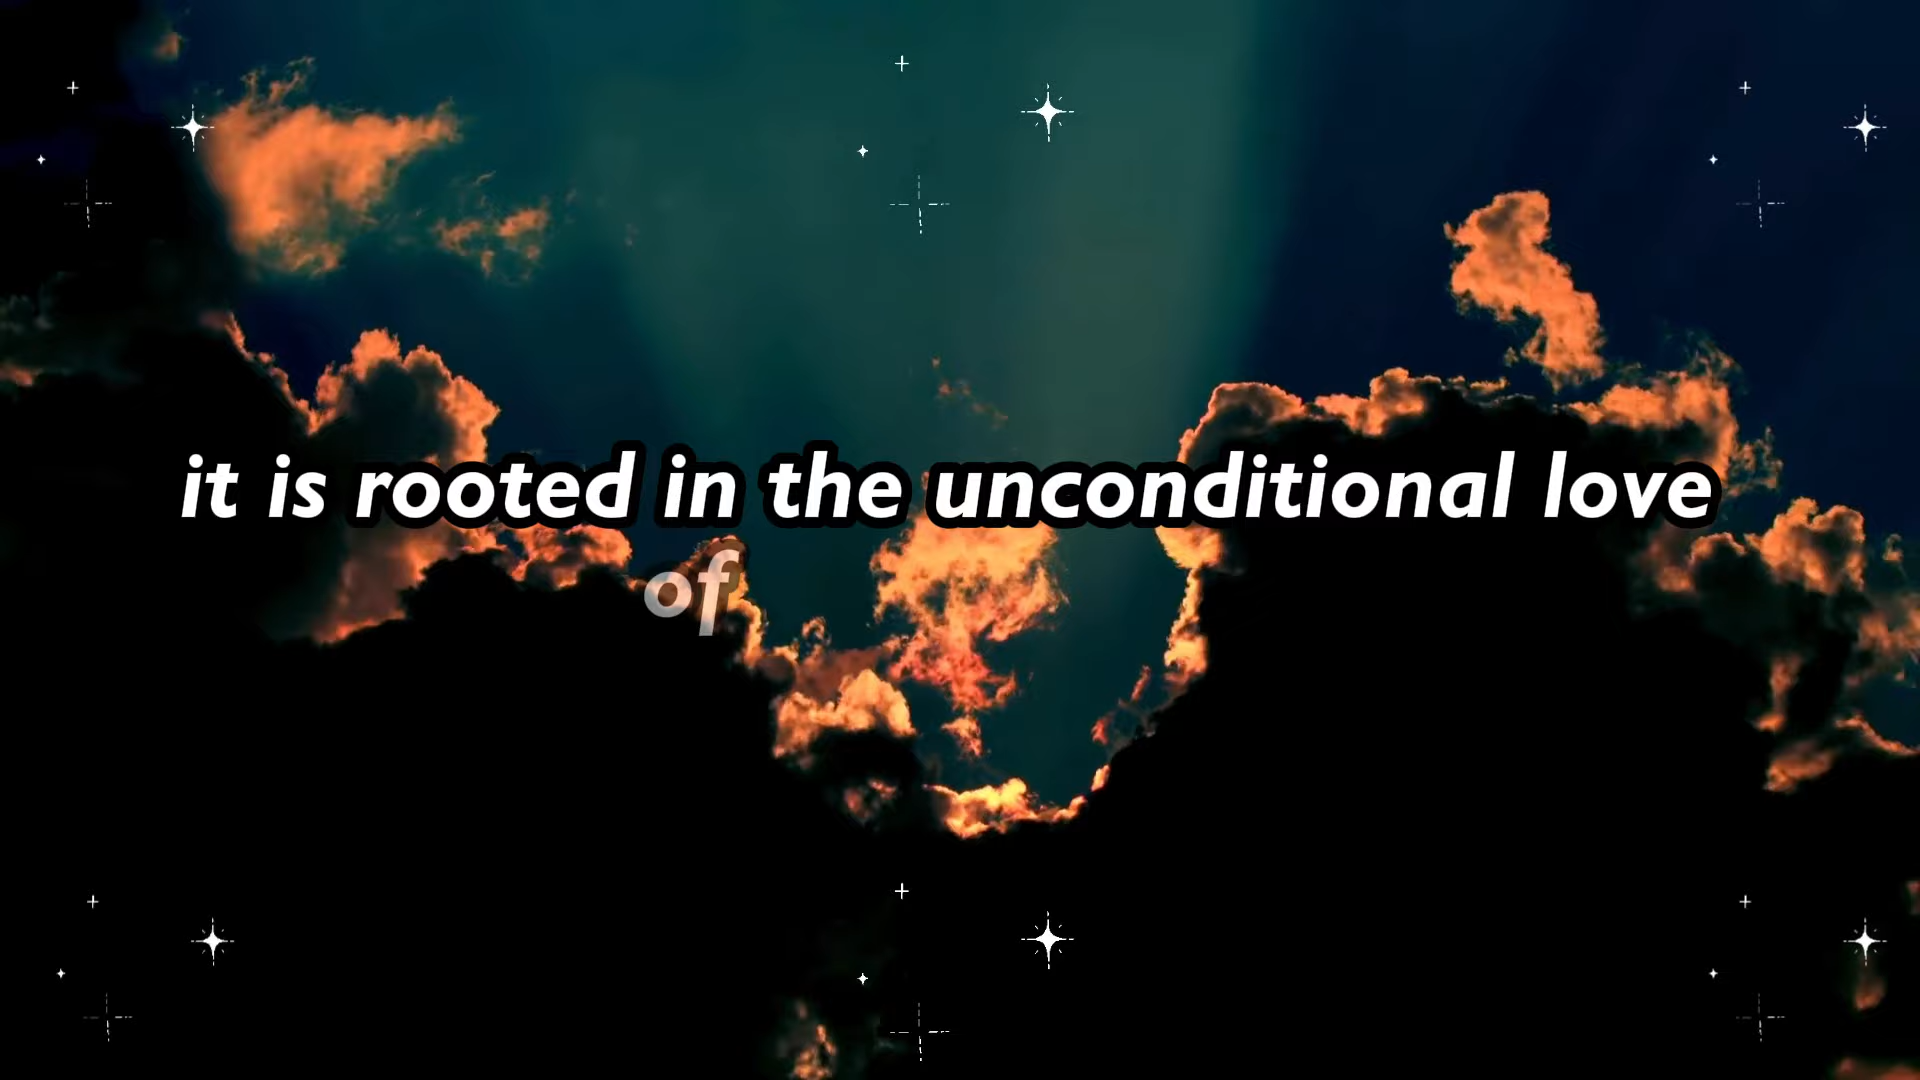 it is rooted in the unconditional love
of